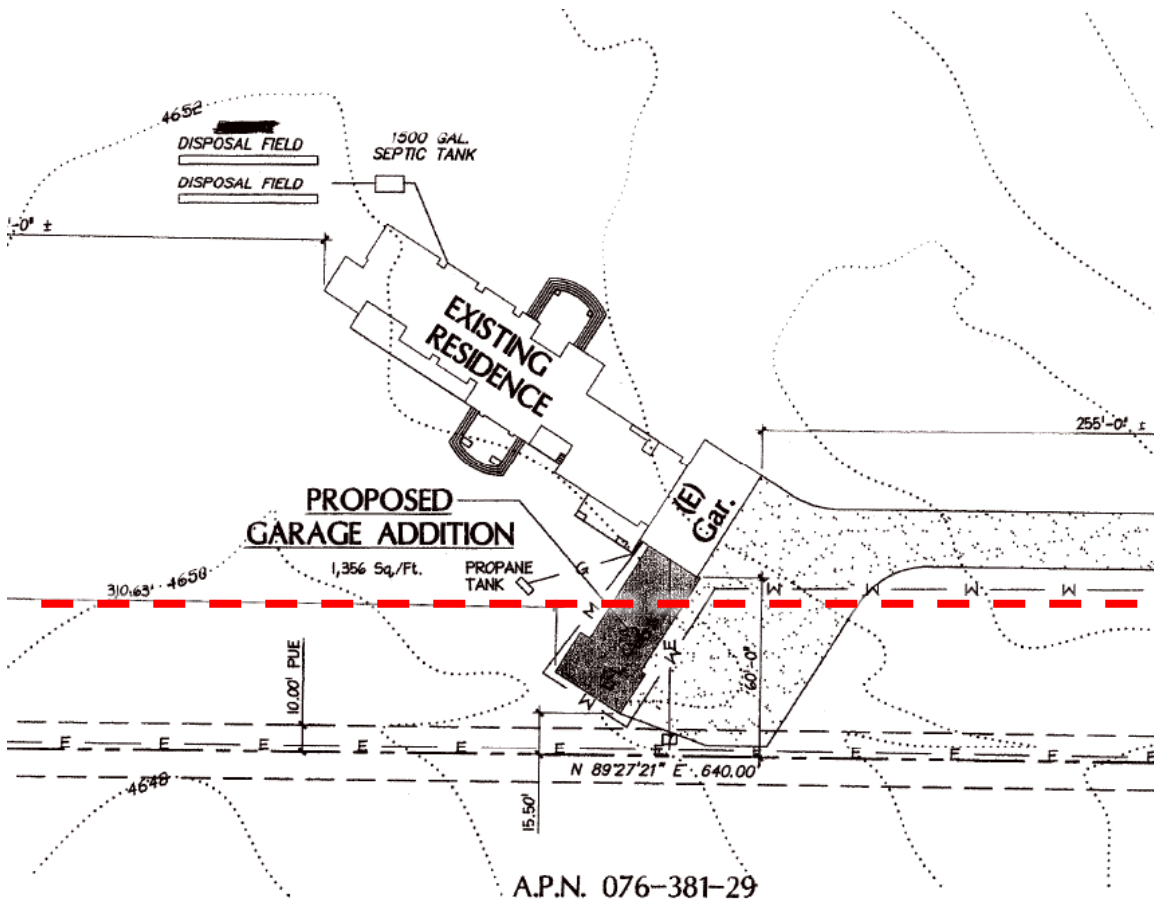 4652
DISPOSAL FIELD
1500 GAL.
SEPTIC TANK
DISPOSAL FIELD
'-0" ±
EXISTING
RESIDENCE
255'-0" ±
(E)
Gar.
PROPOSED
GARAGE ADDITION
1,356 Sq./Ft.
PROPANE
TANK
G
310.63'
4650
W W W W
W
W
E
60'-0"
10.00' PUE
W
E E E E E E E E E E E E
N 89°27'21" E 640.00
15.50'
4648
A.P.N. 076-381-29